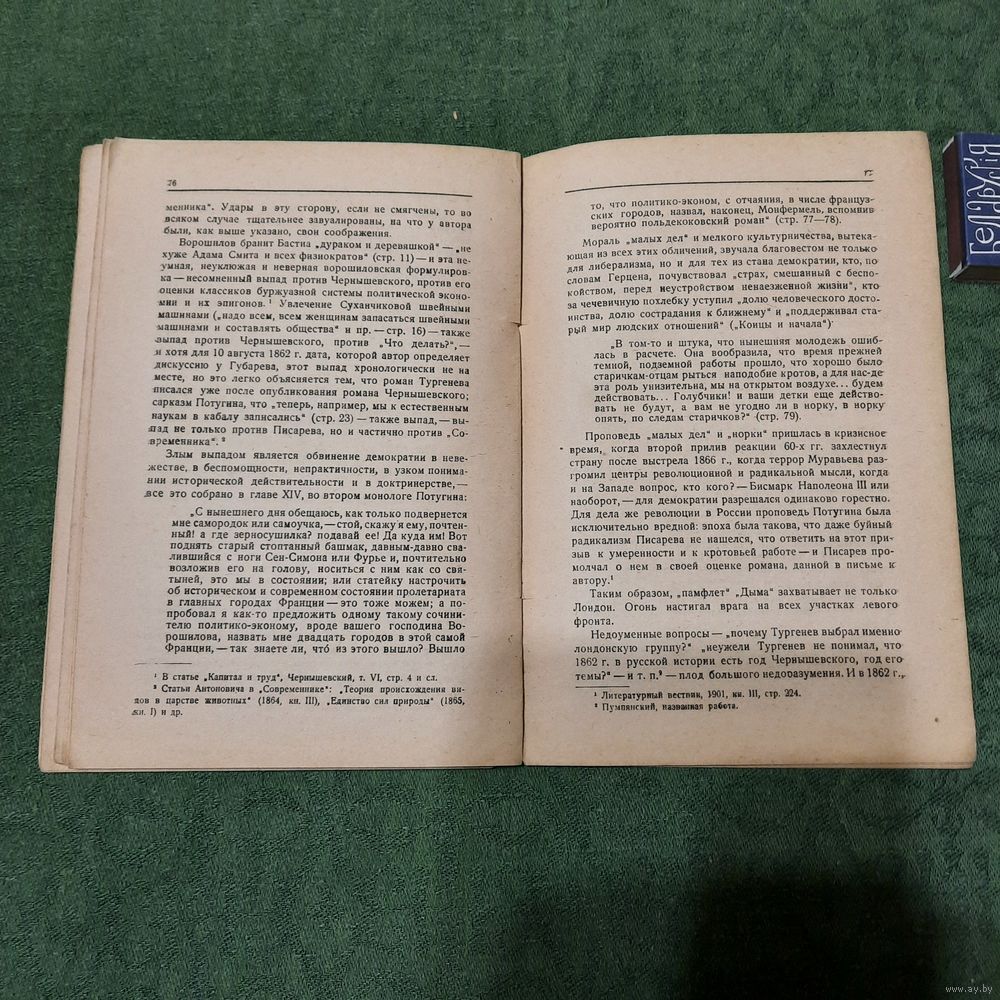 76
менника". Удары в эту сторону, если не смягчены, то во
всяком случае тщательнее завуалированы, на что у автора
были, как выше указано, свои соображения.
Ворошилов бранит Бастиа „дураком и деревяшкой" — „не
хуже Адама Смита и всех физиократов" (стр. 11) — и эта не-
умная, неуклюжая и неверная ворошиловская формулиров-
ка — несомненный выпад против Чернышевского, против его
оценки классиков буржуазной системы политической эконо-
мии и их эпигонов.¹ Увлечение Суханчиковой швейными
машинами („надо всем, всем женщинам запасаться швейными
машинами и составлять общества" и пр. — стр. 16) — также
выпад против Чернышевского, против „Что делать?", —
и хотя для 10 августа 1862 г. дата, которой автор определяет
дискуссию у Губарева, этот выпад хронологически не на
месте, но это легко объясняется тем, что роман Тургенева
писался уже после опубликования романа Чернышевского;
сарказм Потугина, что „теперь, например, мы к естественным
наукам в кабалу записались" (стр. 23) — также выпад, — вы-
пад не только против Писарева, но и частично против „Со-
временника".²
Злым выпадом является обвинение демократии в неве-
жестве, в беспомощности, непрактичности, в узком понима-
нии исторической действительности и в доктринерстве, —
все это собрано в главе XIV, во втором монологе Потугина:
„С нынешнего дня обещаюсь, как только подвернется
мне самородок или самоучка, — стой, скажу я ему, почтен-
ный! а где зерносушилка? подавай ее! Да куда им! Вот
поднять старый стоптанный башмак, давным-давно сва-
лившийся с ноги Сен-Симона или Фурье и, почтительно
возложив его на голову, носиться с ним как со свя-
тыней, это мы в состоянии; или статейку настрочить
об историческом и современном состоянии пролетариата
в главных городах Франции — это тоже можем; а по-
пробовал я как-то предложить одному такому сочини-
телю политико-эконому, вроде вашего господина Во-
рошилова, назвать мне двадцать городов в этой самой
Франции, — так знаете ли, что́ из этого вышло? Вышло
¹ В статье „Капитал и труд", Чернышевский, т. VI, стр. 4 и сл.
² Статьи Антоновича в „Современнике": „Теория происхождения ви-
дов в царстве животных" (1864, кн. III), „Единство сил природы" (1865,
кн. I) и др.
то, что политико-эконом, с отчаяния, в числе француз-
ских городов, назвал, наконец, Монфермель, вспомнив
вероятно польдекоковский роман" (стр. 77—78).
Мораль „малых дел" и мелкого культурничества, вытека-
ющая из всех этих обличений, звучала благовестом не только
для либерализма, но и для тех из стана демократии, кто, по
словам Герцена, почувствовал „страх, смешанный с беспо-
койством, перед неустройством ненаезженной жизни", кто
за чечевичную похлебку уступил „долю человеческого досто-
инства, долю сострадания к ближнему" и „поддерживал ста-
рый мир людских отношений" („Концы и начала").
„В том-то и штука, что нынешняя молодежь ошиб-
лась в расчете. Она вообразила, что время прежней
темной, подземной работы прошло, что хорошо было
старичкам-отцам рыться наподобие кротов, а для нас-де
эта роль унизительна, мы на открытом воздухе... будем
действовать... Голубчики! и ваши детки еще действо-
вать не будут, а вам не угодно ли в норку, в норку
опять, по следам старичков?" (стр. 79).
Проповедь „малых дел" и „норки" пришлась в кризисное
время, когда второй прилив реакции 60-х гг. захлестнул
страну после выстрела 1866 г., когда террор Муравьева раз-
громил центры революционной и радикальной мысли, когда
и на Западе вопрос, кто кого? — Бисмарк Наполеона III или
наоборот, — для демократии разрешался одинаково горестно.
Для дела же революции в России проповедь Потугина была
исключительно вредной: эпоха была такова, что даже буйный
радикализм Писарева не нашелся, что ответить на этот при-
зыв к умеренности и к кротовьей работе — и Писарев про-
молчал о нем в своей оценке романа, данной в письме к
автору.¹
Таким образом, „памфлет" „Дыма" захватывает не только
Лондон. Огонь настигал врага на всех участках левого
фронта.
Недоуменные вопросы — „почему Тургенев выбрал именно
лондонскую группу?" „неужели Тургенев не понимал, что
1862 г. в русской истории есть год Чернышевского, год его
темы?" — и т. п.² — плод большого недоразумения. И в 1862 г.,
¹ Литературный вестник, 1901, кн. III, стр. 224.
² Пумпянский, названная работа.
БЕЛАРУСЬ
www.ay.by